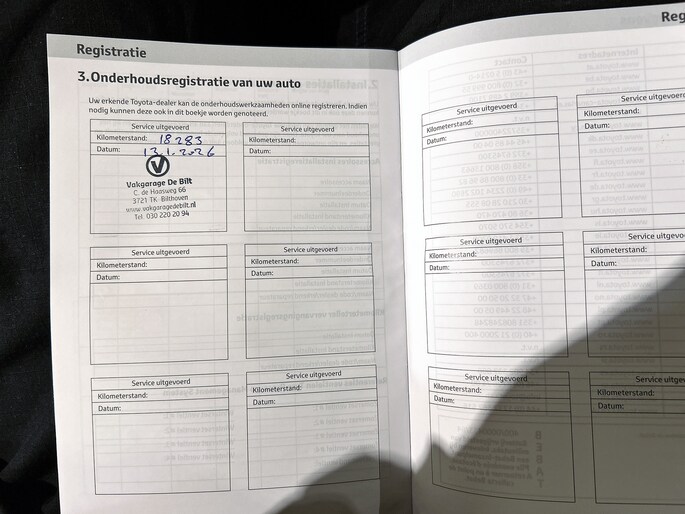 Registratie
3.Onderhoudsregistratie van uw auto
Uw erkende Toyota-dealer kan de onderhoudswerkzaamheden online registreren. Indien
nodig kunnen deze ook in dit boekje worden genoteerd.
Service uitgevoerd
Kilometerstand: 18283
Datum: 13.1.2026
Vakgarage De Bilt
C. de Haasweg 66
3721 TK Bilthoven
www.vakgaragedebilt.nl
Tel. 030 220 20 94
Service uitgevoerd
Kilometerstand:
Datum:
Service uitgevoerd
Kilometerstand:
Datum:
Service uitgevoerd
Kilometerstand:
Datum:
Service uitgevoerd
Kilometerstand:
Datum:
Service uitgevoerd
Kilometerstand:
Datum:
Reg
Service uitgevoerd
Kilometerstand:
Datum:
Service uitgevoerd
Kilometerstand:
Datum:
Service uitgevoerd
Kilometerstand:
Datum:
Service uitgevo
Kilometerstand:
Datum:
Service uitgevoerd
Kilometerstand:
Datum:
Service uitgev
Kilometerstand:
Datum: